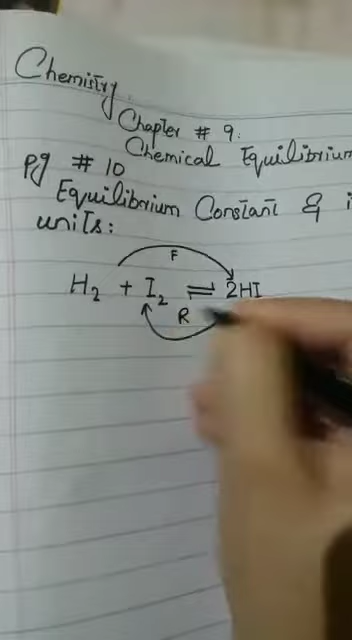 Chemistry
Chapter # 9:
Chemical Equilibrium
Pg # 10
Equilibrium Constant &
units:
F
H₂ + I₂ ⇌ 2HI
R